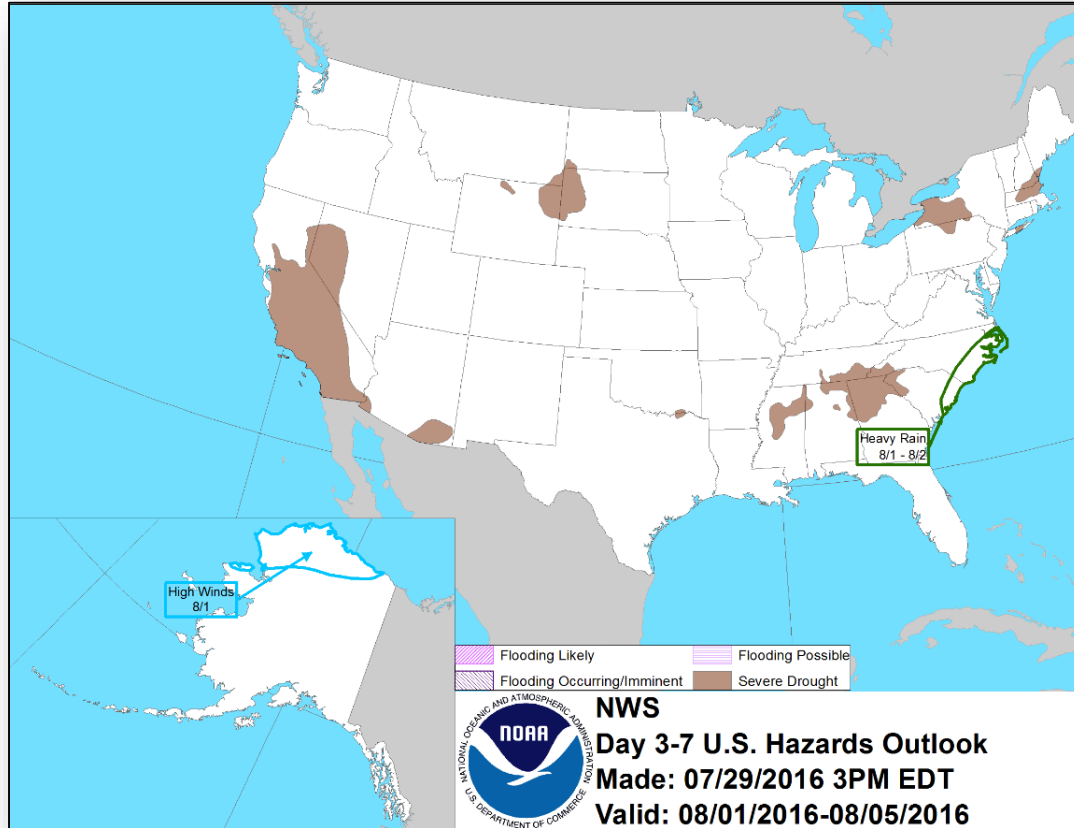 Heavy Rain
8/1 - 8/2
High Winds
8/1
Flooding Likely
Flooding Possible
Flooding Occurring/Imminent
Severe Drought
NATIONAL OCEANIC AND ATMOSPHERIC ADMINISTRATION
NOAA
U.S. DEPARTMENT OF COMMERCE
NWS
Day 3-7 U.S. Hazards Outlook
Made: 07/29/2016 3PM EDT
Valid: 08/01/2016-08/05/2016